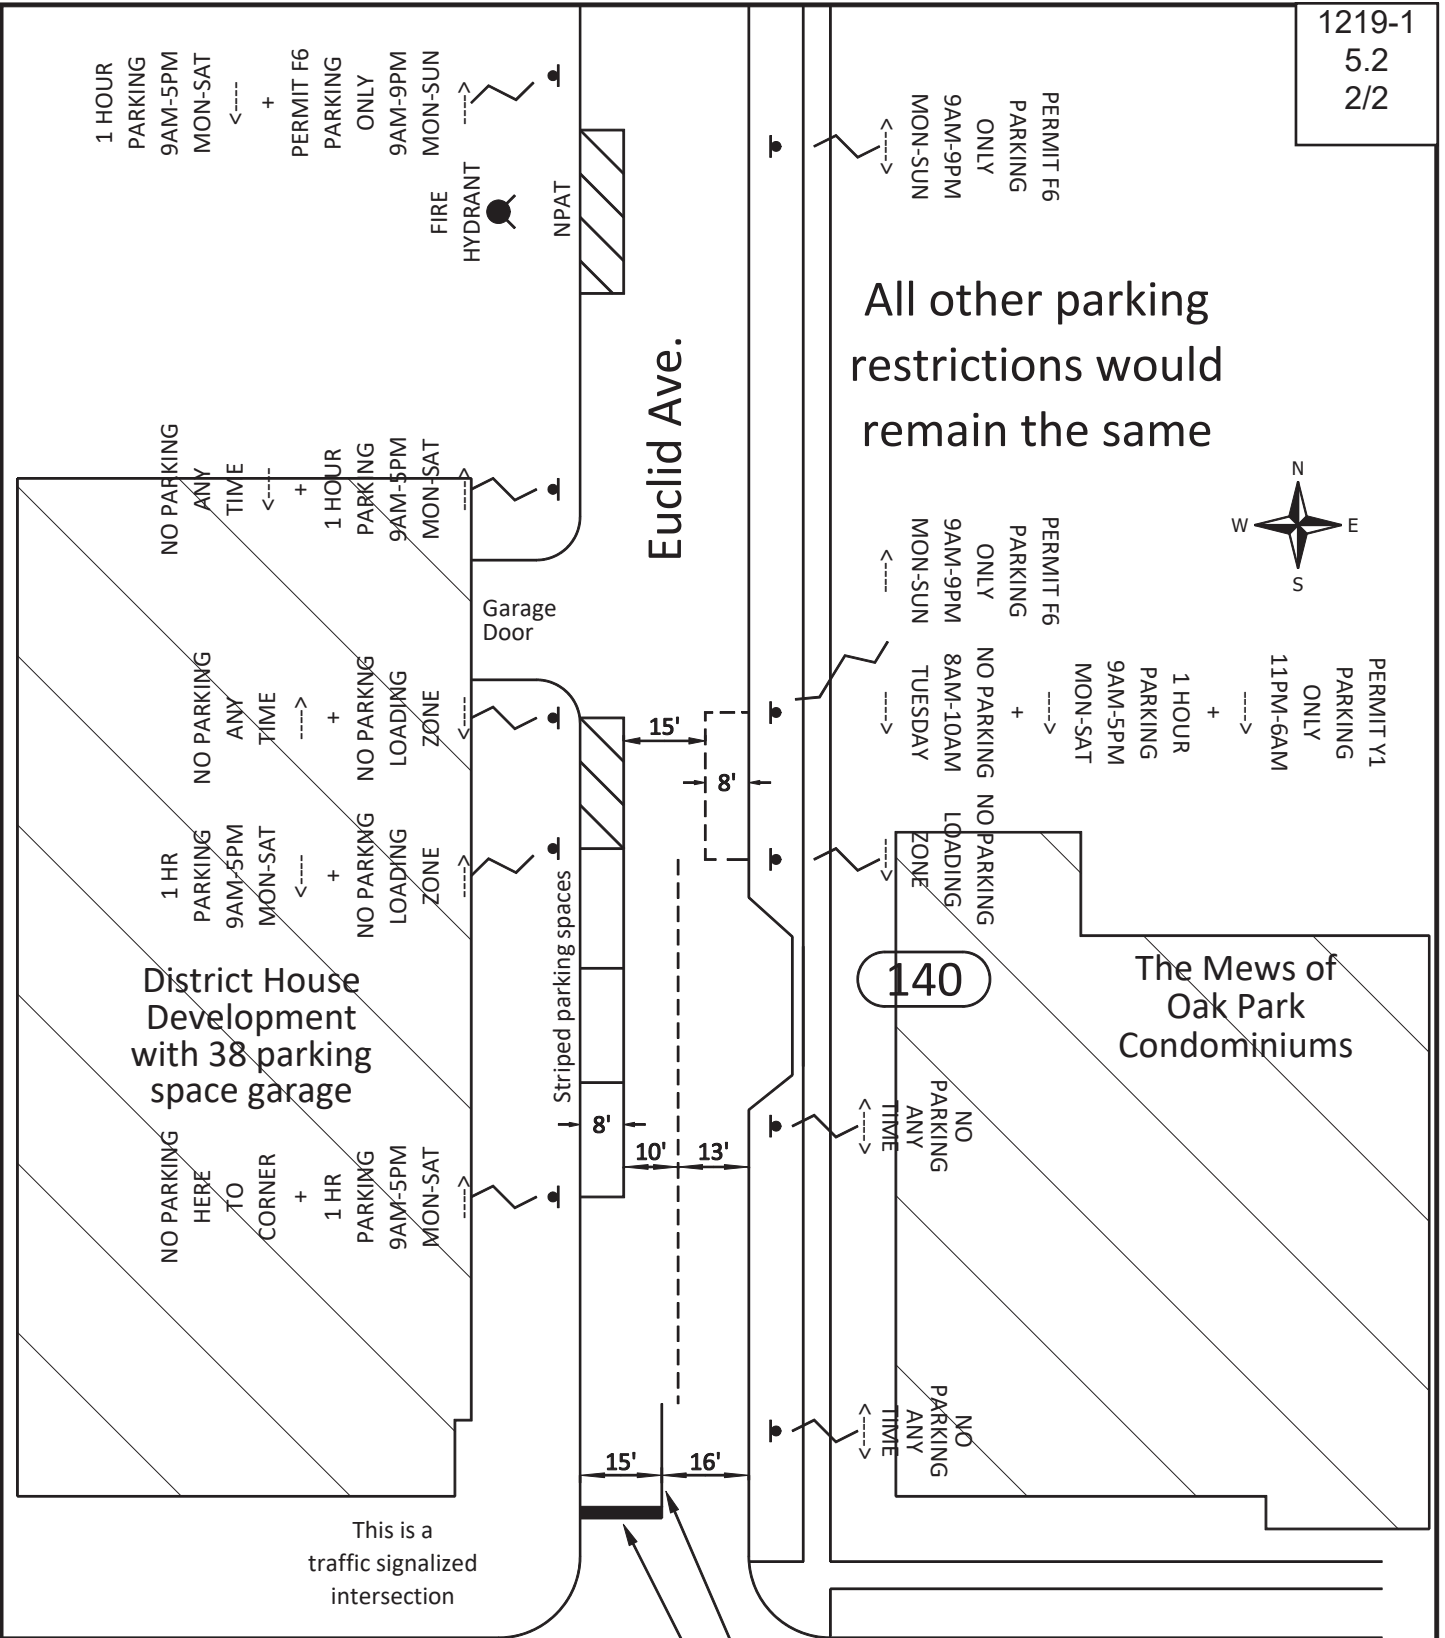 1219-1
5.2
2/2
1 HOUR
PARKING
9AM-5PM
MON-SAT
<---->
+
PERMIT F6
PARKING
ONLY
9AM-9PM
MON-SUN
---->
FIRE
HYDRANT
NPAT
PERMIT F6
PARKING
ONLY
9AM-9PM
MON-SUN
<---->
All other parking
restrictions would
remain the same
Euclid Ave.
N
W
E
S
NO PARKING
ANY
TIME
<----
+
1 HOUR
PARKING
9AM-5PM
MON-SAT
---->
Garage
Door
PERMIT F6
PARKING
ONLY
9AM-9PM
MON-SUN
<----
PERMIT Y1
PARKING
ONLY
11PM-6AM
---->
+
1 HOUR
PARKING
9AM-5PM
MON-SAT
---->
+
NO PARKING
8AM-10AM
TUESDAY
---->
NO PARKING
ANY
TIME
---->
+
NO PARKNG
LOADING
ZONE
<----
15'
8'
NO PARKING
LOADING
ZONE
<---->
1 HR
PARKING
9AM-5PM
MON-SAT
<----
+
NO PARKNG
LOADING
ZONE
---->
Striped parking spaces
District House
Development
with 38 parking
space garage
140
The Mews of
Oak Park
Condominiums
NO
PARKING
ANY
TIME
<---->
8'
10'
13'
NO PARKING
HERE
TO
CORNER
+
1 HR
PARKING
9AM-5PM
MON-SAT
---->
NO
PARKING
ANY
TIME
<---->
15'
16'
This is a
traffic signalized
intersection